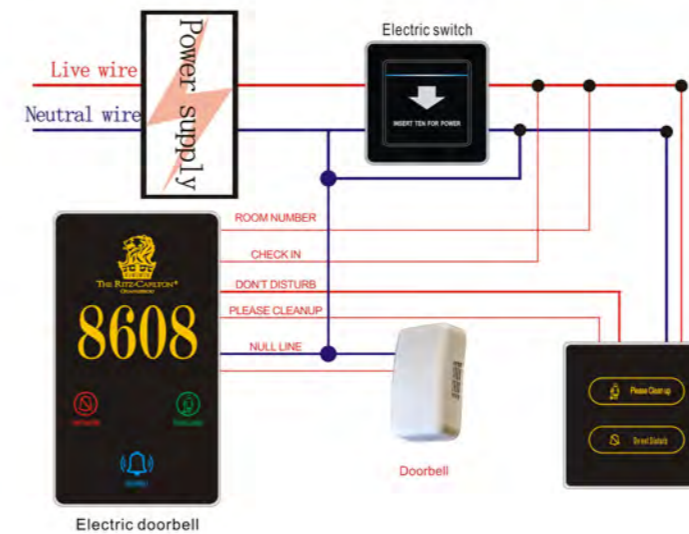 Electric switch
Live wire
Power supply
INSERT TEN FOR POWER
Neutral wire
ROOM NUMBER
CHECK IN
THE RITZ-CARLTON
DON'T DISTURB
PLEASE CLEANUP
8608
NULL LINE
Please Clean up
Do not Disturb
Doorbell
Electric doorbell